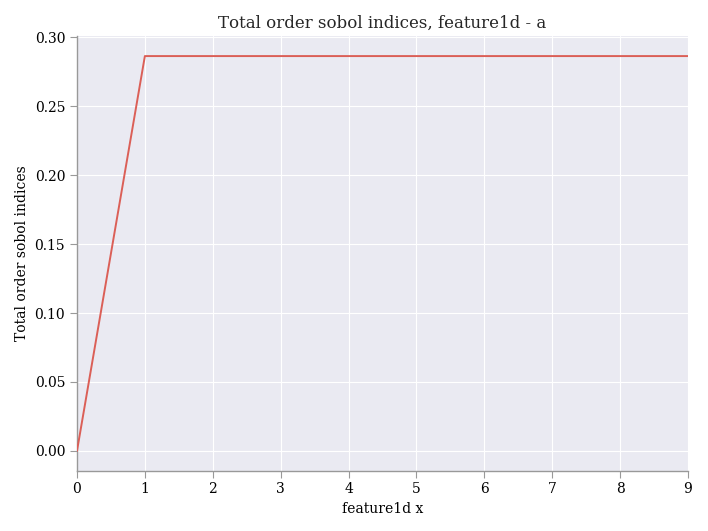 Total order sobol indices, feature1d - a
Total order sobol indices
0.30
0.25
0.20
0.15
0.10
0.05
0.00
0 1 2 3 4 5 6 7 8 9
feature1d x